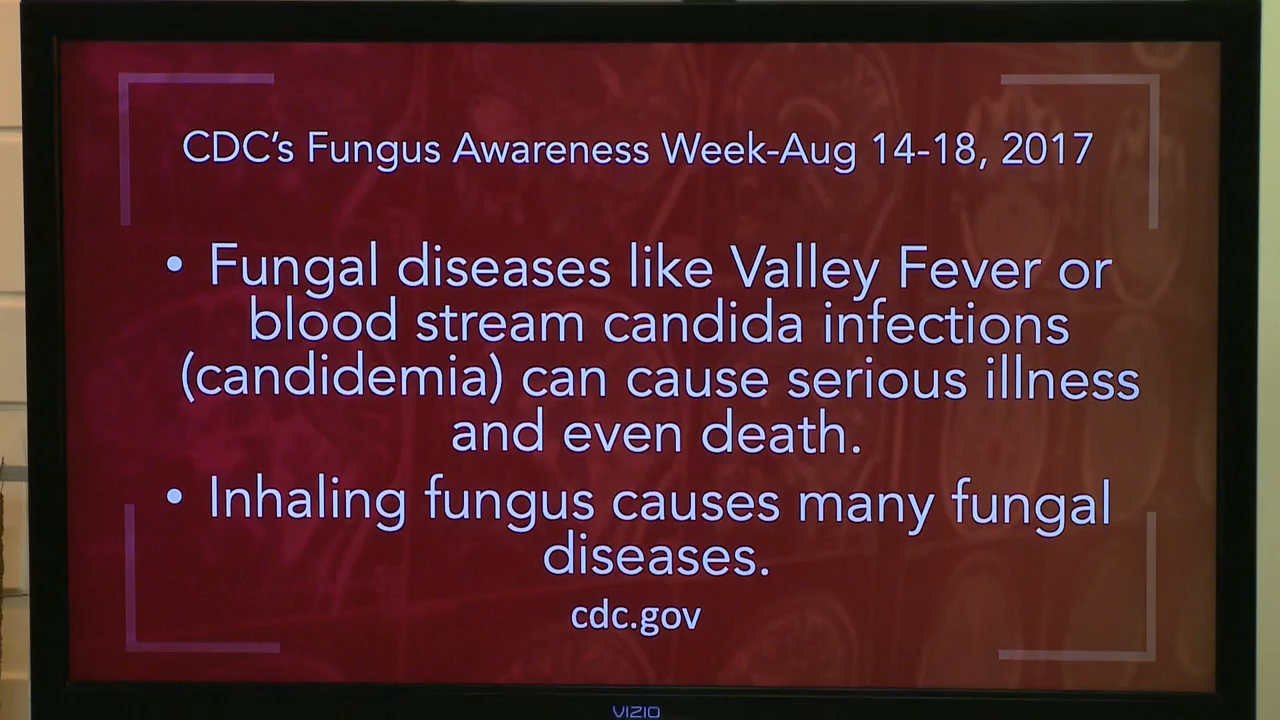 CDC's Fungus Awareness Week-Aug 14-18, 2017
• Fungal diseases like Valley Fever or
blood stream candida infections
(candidemia) can cause serious illness
and even death.
• Inhaling fungus causes many fungal
diseases.
cdc.gov
VIZIO